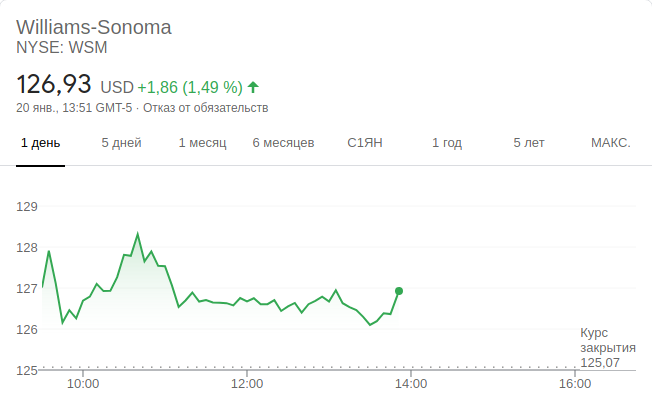 Williams-Sonoma
NYSE: WSM
126,93 USD +1,86 (1,49 %)
20 янв., 13:51 GMT-5 · Отказ от обязательств
1 день 5 дней 1 месяц 6 месяцев С1ЯН 1 год 5 лет МАКС.
129
128
127
126
Курс
закрытия
125,07
125
10:00 12:00 14:00 16:00